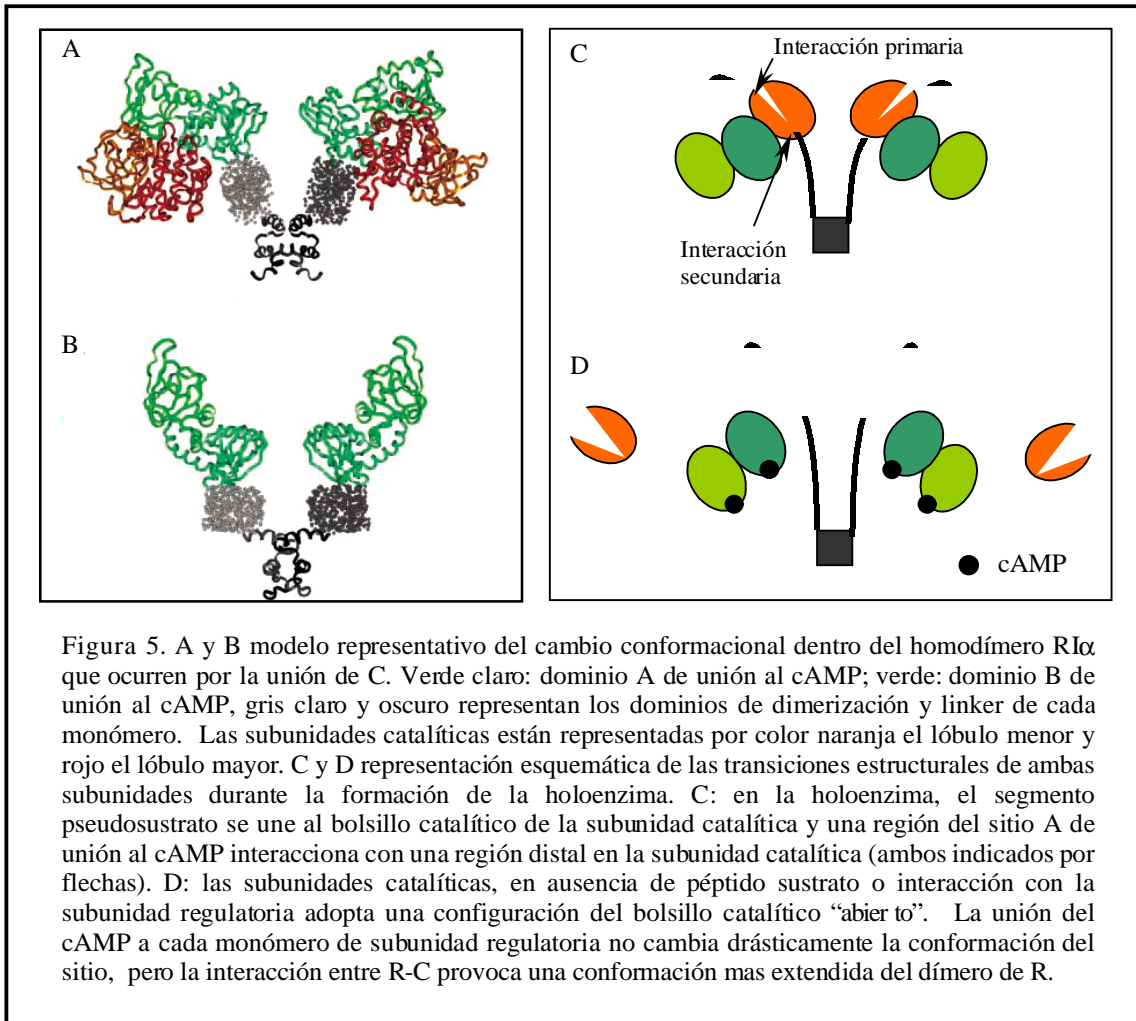 A
C
Interacción primaria
Interacción
secundaria
B
D
cAMP
Figura 5. A y B modelo representativo del cambio conformacional dentro del homodímero RIα
que ocurren por la unión de C. Verde claro: dominio A de unión al cAMP; verde: dominio B de
unión al cAMP, gris claro y oscuro representan los dominios de dimerización y linker de cada
monómero. Las subunidades catalíticas están representadas por color naranja el lóbulo menor y
rojo el lóbulo mayor. C y D representación esquemática de las transiciones estructurales de ambas
subunidades durante la formación de la holoenzima. C: en la holoenzima, el segmento
pseudosustrato se une al bolsillo catalítico de la subunidad catalítica y una región del sitio A de
unión al cAMP interacciona con una región distal en la subunidad catalítica (ambos indicados por
flechas). D: las subunidades catalíticas, en ausencia de péptido sustrato o interacción con la
subunidad regulatoria adopta una configuración del bolsillo catalítico “abier to”. La unión del
cAMP a cada monómero de subunidad regulatoria no cambia drásticamente la conformación del
sitio, pero la interacción entre R-C provoca una conformación mas extendida del dímero de R.